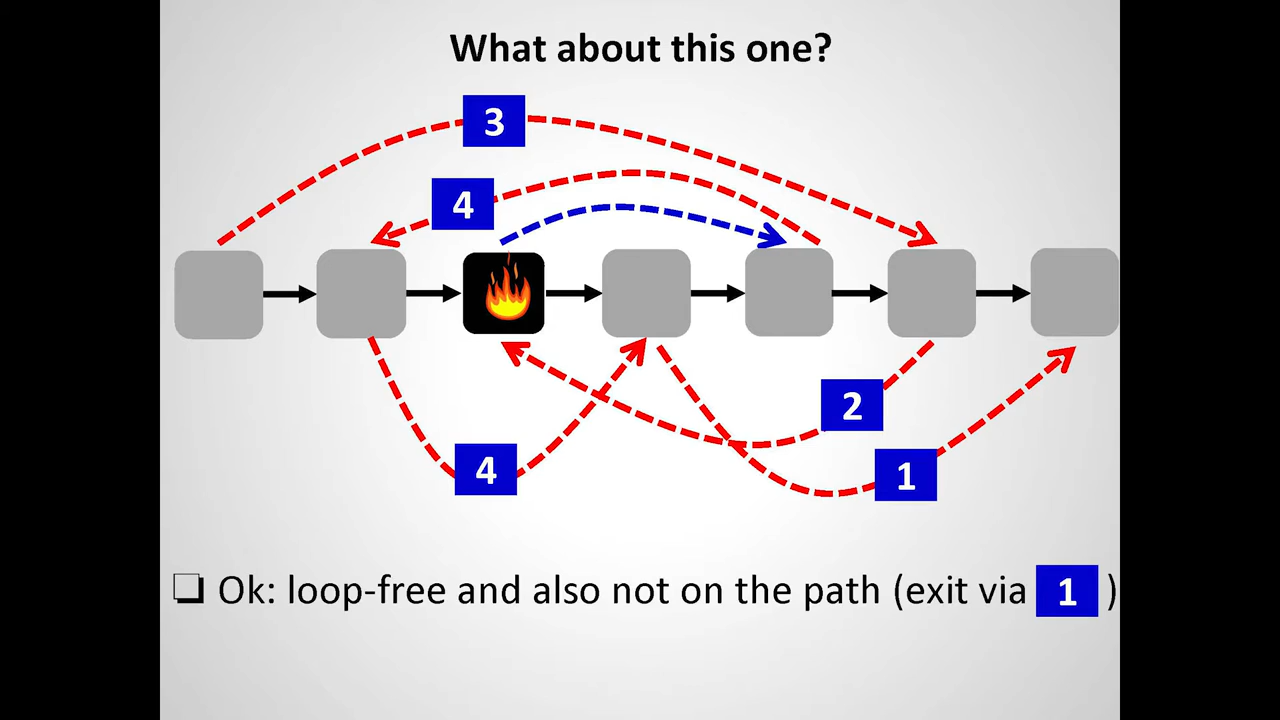 What about this one?
3
4
2
4
1
❑ Ok: loop-free and also not on the path (exit via 1 )